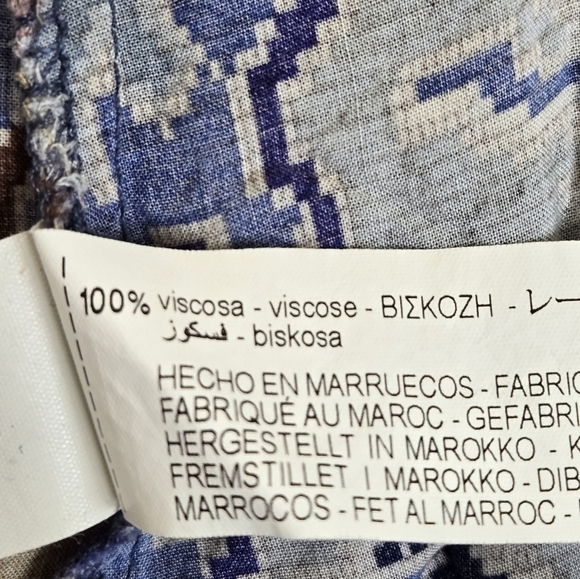 100% viscosa - viscose - ΒΙΣΚΟΖΗ - レー
فسكوز - biskosa
HECHO EN MARRUECOS - FABRIC
FABRIQUÉ AU MAROC - GEFABRI
HERGESTELLT IN MAROKKO - K
FREMSTILLET I MAROKKO - DIB
MARROCOS - FET AL MARROC -